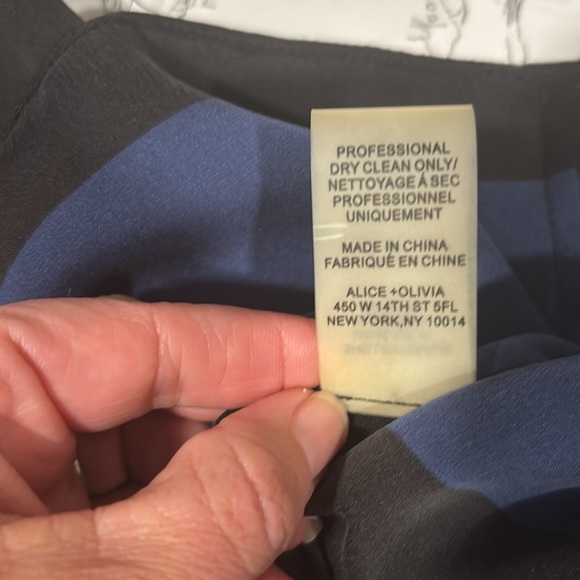 PROFESSIONAL
DRY CLEAN ONLY/
NETTOYAGE Á SEC
PROFESSIONNEL
UNIQUEMENT
MADE IN CHINA
FABRIQUÉ EN CHINE
ALICE +OLIVIA
450 W 14TH ST 5FL
NEW YORK,NY 10014